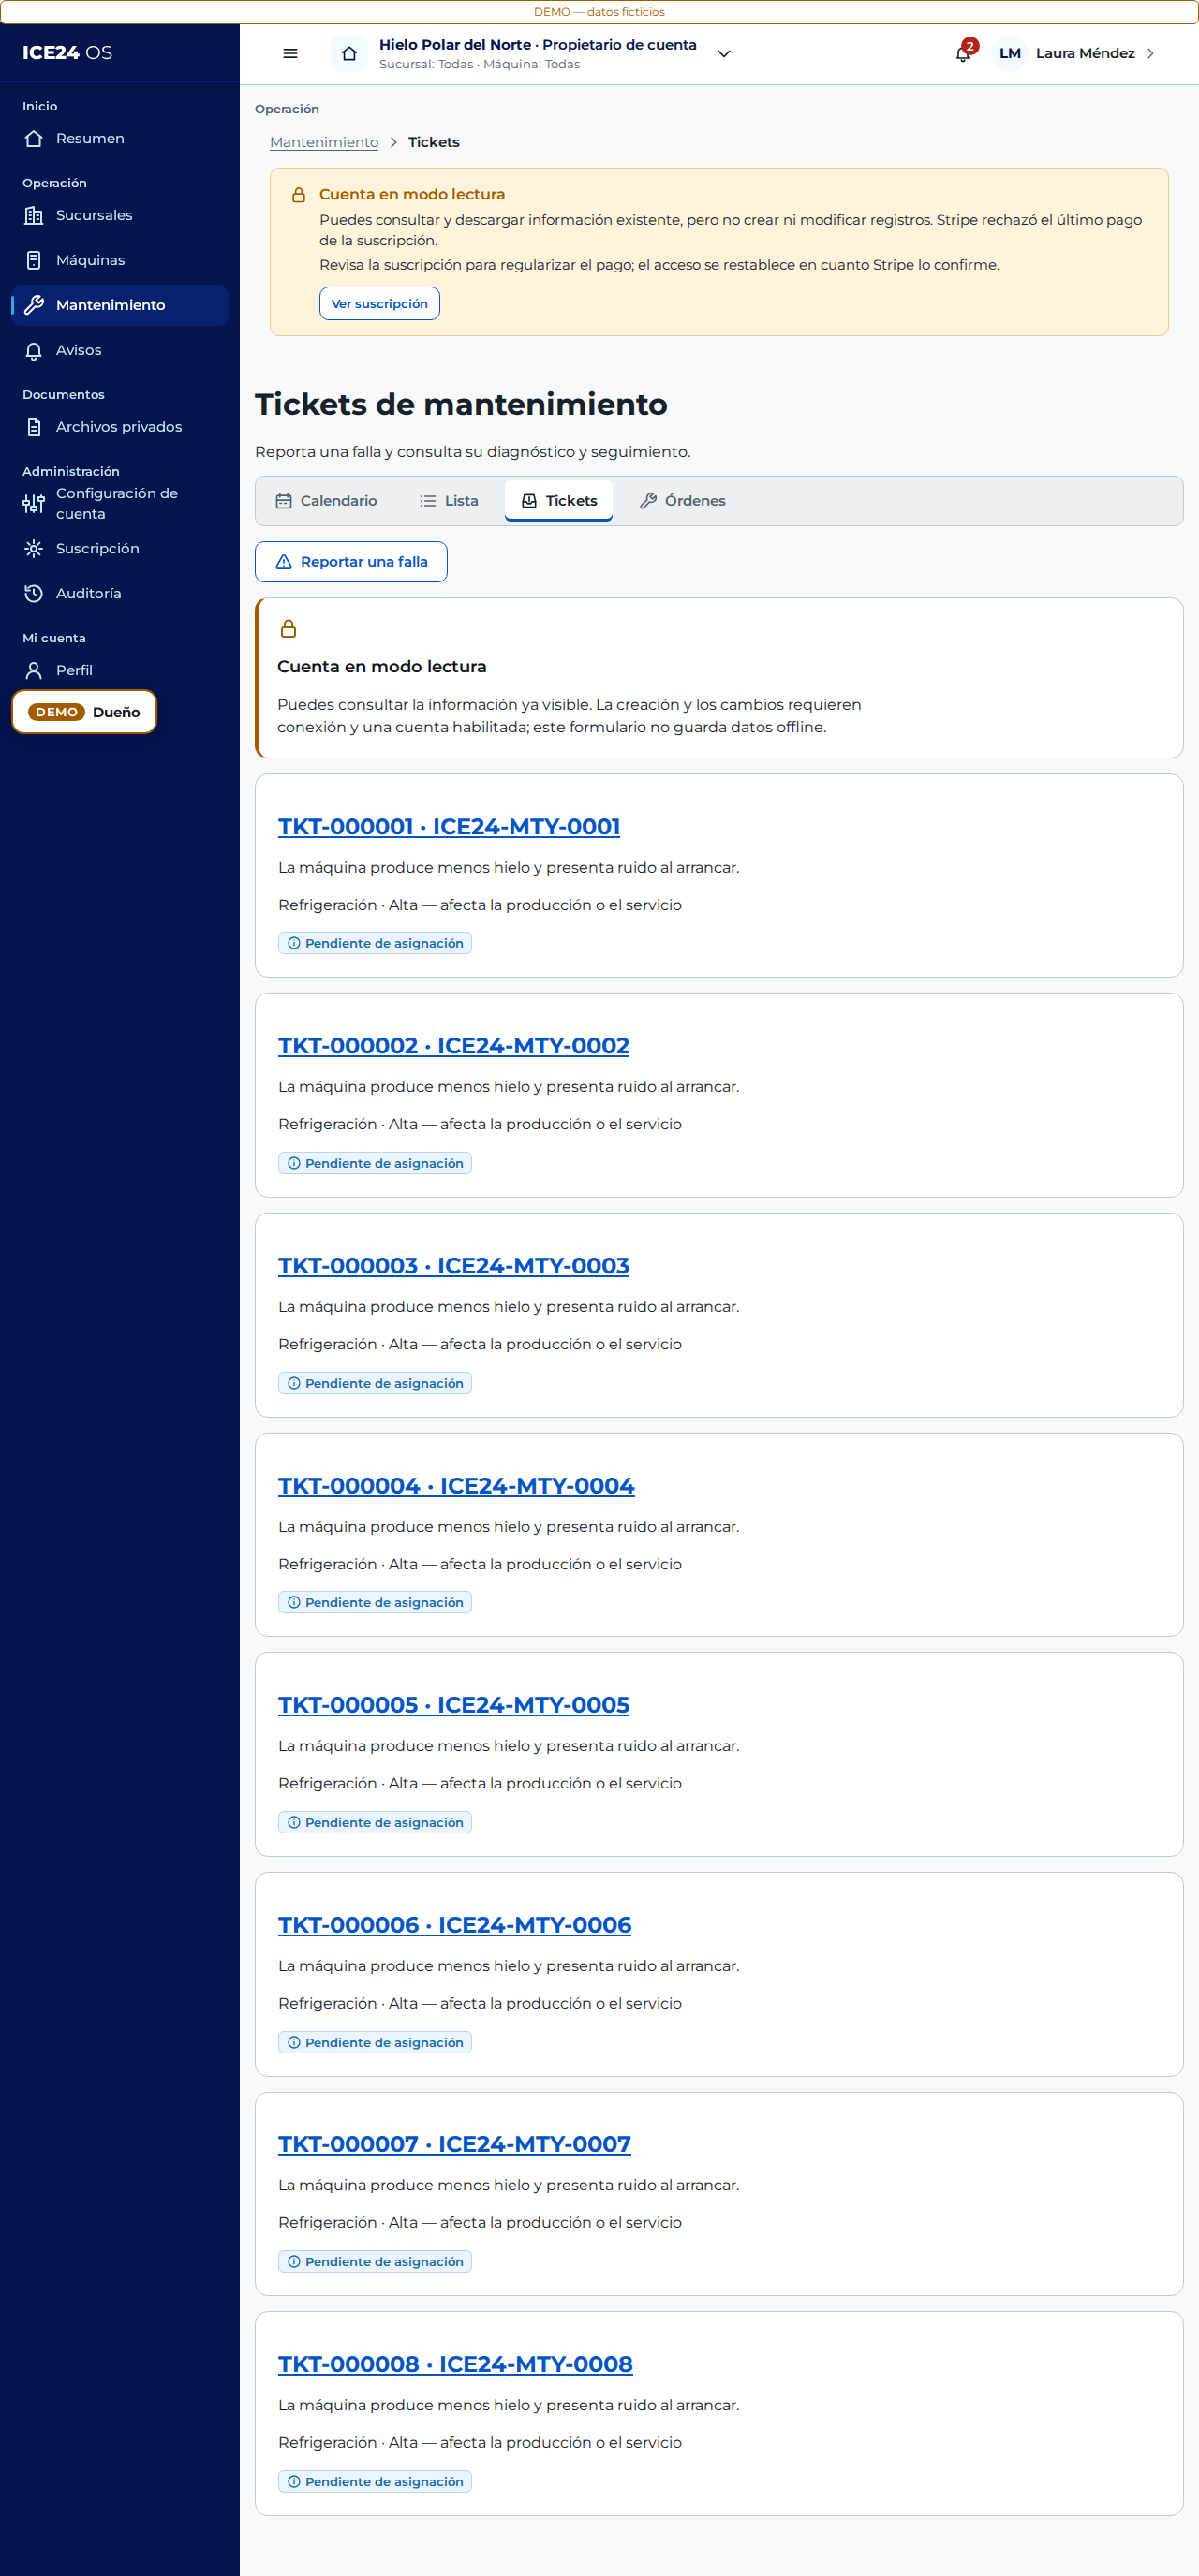 DEMO — datos ficticios
ICE24 OS
Inicio
Resumen
Operación
Sucursales
Máquinas
Mantenimiento
Avisos
Documentos
Archivos privados
Administración
Configuración de
cuenta
Suscripción
Auditoría
Mi cuenta
Perfil
DEMO Dueño
Hielo Polar del Norte · Propietario de cuenta
Sucursal: Todas · Máquina: Todas
2
LM Laura Méndez
Operación
Mantenimiento > Tickets
Cuenta en modo lectura
Puedes consultar y descargar información existente, pero no crear ni modificar registros. Stripe rechazó el último pago
de la suscripción.
Revisa la suscripción para regularizar el pago; el acceso se restablece en cuanto Stripe lo confirme.
Ver suscripción
Tickets de mantenimiento
Reporta una falla y consulta su diagnóstico y seguimiento.
Calendario Lista Tickets Órdenes
Reportar una falla
Cuenta en modo lectura
Puedes consultar la información ya visible. La creación y los cambios requieren
conexión y una cuenta habilitada; este formulario no guarda datos offline.
TKT-000001 · ICE24-MTY-0001
La máquina produce menos hielo y presenta ruido al arrancar.
Refrigeración · Alta — afecta la producción o el servicio
Pendiente de asignación
TKT-000002 · ICE24-MTY-0002
La máquina produce menos hielo y presenta ruido al arrancar.
Refrigeración · Alta — afecta la producción o el servicio
Pendiente de asignación
TKT-000003 · ICE24-MTY-0003
La máquina produce menos hielo y presenta ruido al arrancar.
Refrigeración · Alta — afecta la producción o el servicio
Pendiente de asignación
TKT-000004 · ICE24-MTY-0004
La máquina produce menos hielo y presenta ruido al arrancar.
Refrigeración · Alta — afecta la producción o el servicio
Pendiente de asignación
TKT-000005 · ICE24-MTY-0005
La máquina produce menos hielo y presenta ruido al arrancar.
Refrigeración · Alta — afecta la producción o el servicio
Pendiente de asignación
TKT-000006 · ICE24-MTY-0006
La máquina produce menos hielo y presenta ruido al arrancar.
Refrigeración · Alta — afecta la producción o el servicio
Pendiente de asignación
TKT-000007 · ICE24-MTY-0007
La máquina produce menos hielo y presenta ruido al arrancar.
Refrigeración · Alta — afecta la producción o el servicio
Pendiente de asignación
TKT-000008 · ICE24-MTY-0008
La máquina produce menos hielo y presenta ruido al arrancar.
Refrigeración · Alta — afecta la producción o el servicio
Pendiente de asignación